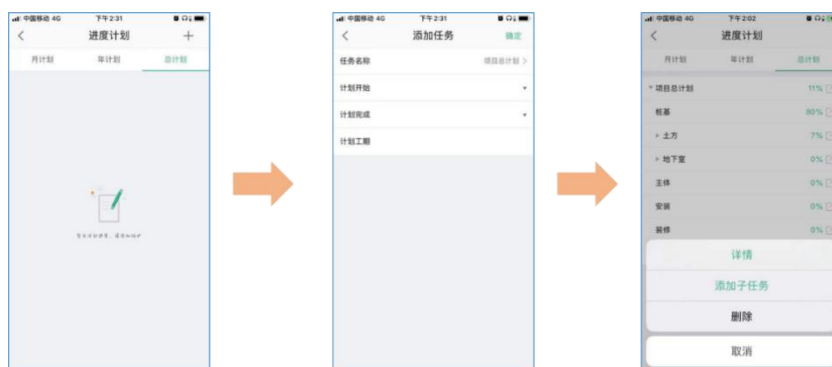 中国移动 4G 下午2:31
进度计划 +
月计划 年计划 总计划
中国移动 4G 下午2:31
添加任务 确定
任务名称 项目总计划
计划开始
计划完成
计划工期
中国移动 4G 下午2:02
进度计划
月计划 年计划 总计划
项目总计划 11%
桩基 80%
土方 7%
地下室 0%
主体 0%
安装 0%
装修 0%
详情
添加子任务
删除
取消